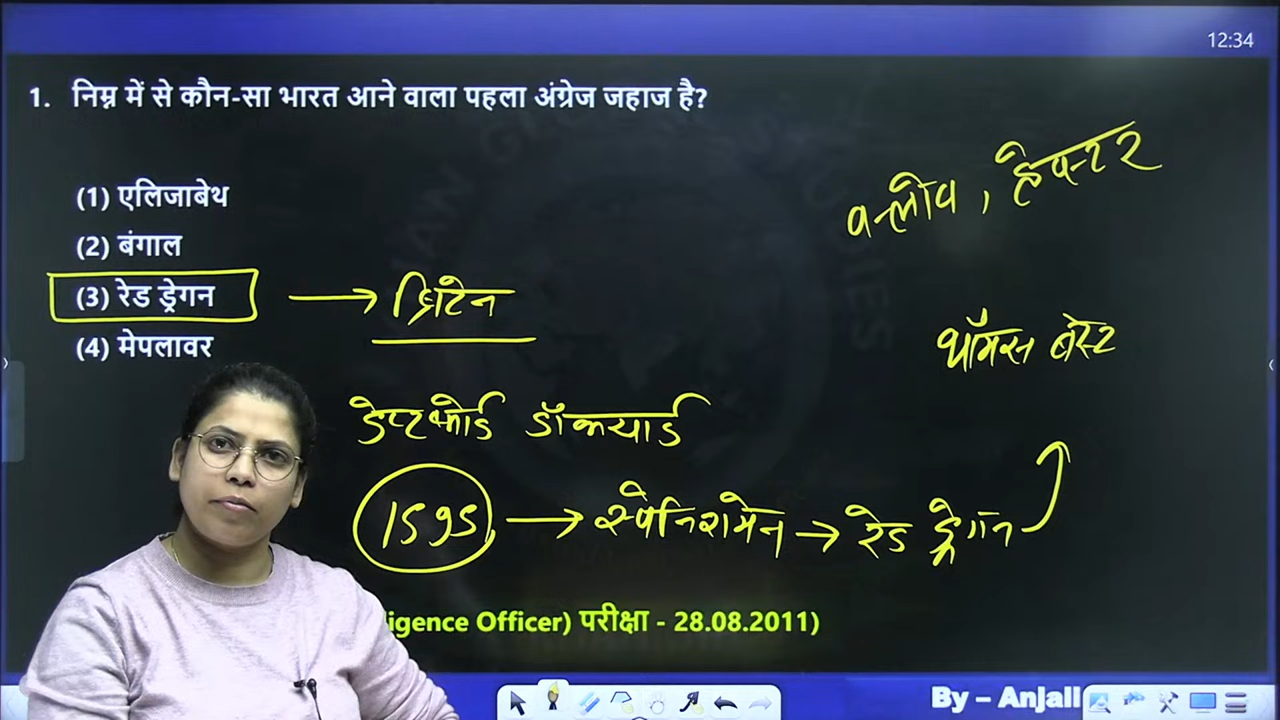 12:34
1. निम्न में से कौन-सा भारत आने वाला पहला अंग्रेज जहाज है?
(1) एलिजाबेथ
(2) बंगाल
(3) रेड ड्रेगन → ब्रिटेन
(4) मेपलावर
क्लोव, हेक्टर
थॉमस बेस्ट
डेप्टफोर्ड डॉकयार्ड
1595 → स्पेनिशमेन → रेड ड्रेगन
igence Officer) परीक्षा - 28.08.2011)
By – Anjali